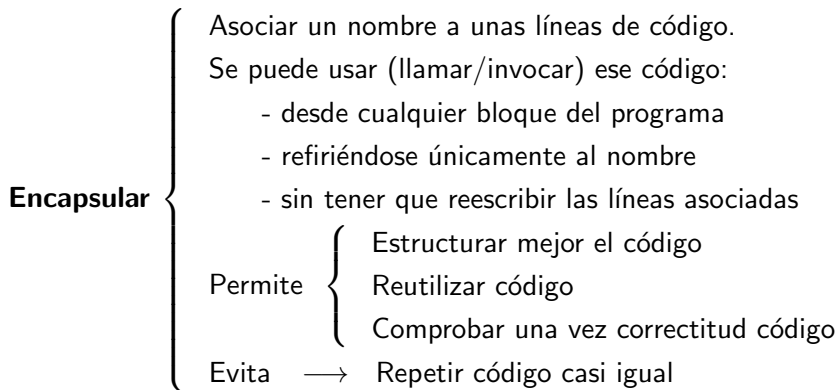 Asociar un nombre a unas líneas de código.
Se puede usar (llamar/invocar) ese código:
- desde cualquier bloque del programa
- refiriéndose únicamente al nombre
Encapsular
- sin tener que reescribir las líneas asociadas
Estructurar mejor el código
Permite
Reutilizar código
Comprobar una vez correctitud código
Evita ⟶ Repetir código casi igual